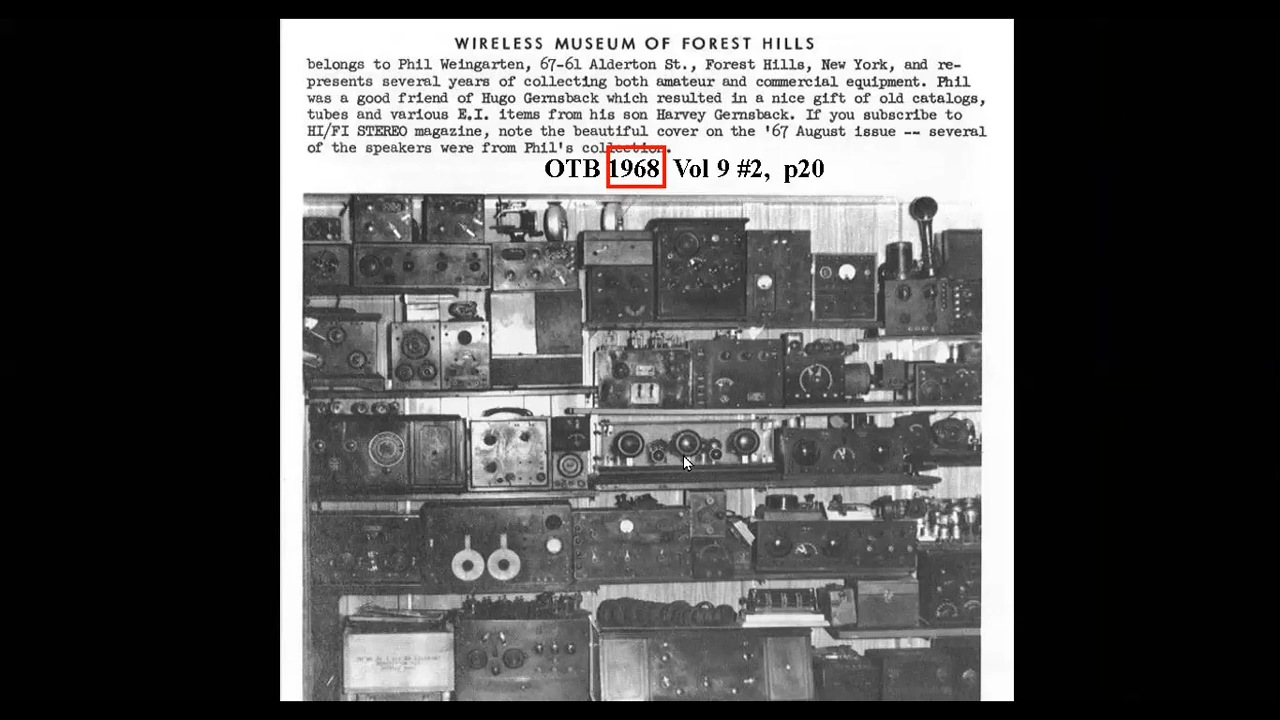 WIRELESS MUSEUM OF FOREST HILLS
belongs to Phil Weingarten, 67-61 Alderton St., Forest Hills, New York, and re-
presents several years of collecting both amateur and commercial equipment. Phil
was a good friend of Hugo Gernsback which resulted in a nice gift of old catalogs,
tubes and various E.I. items from his son Harvey Gernsback. If you subscribe to
HI/FI STEREO magazine, note the beautiful cover on the '67 August issue -- several
of the speakers were from Phil's collection.
OTB 1968 Vol 9 #2, p20